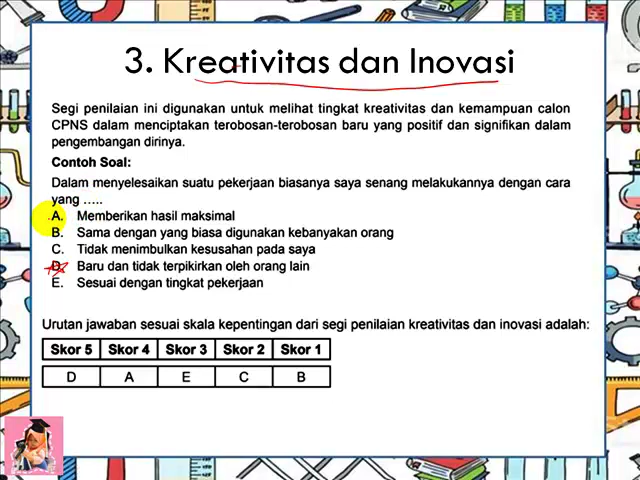 3. Kreativitas dan Inovasi
Segi penilaian ini digunakan untuk melihat tingkat kreativitas dan kemampuan calon
CPNS dalam menciptakan terobosan-terobosan baru yang positif dan signifikan dalam
pengembangan dirinya.
Contoh Soal:
Dalam menyelesaikan suatu pekerjaan biasanya saya senang melakukannya dengan cara
yang …..
A. Memberikan hasil maksimal
B. Sama dengan yang biasa digunakan kebanyakan orang
C. Tidak menimbulkan kesusahan pada saya
D. Baru dan tidak terpikirkan oleh orang lain
E. Sesuai dengan tingkat pekerjaan
Urutan jawaban sesuai skala kepentingan dari segi penilaian kreativitas dan inovasi adalah:
Skor 5 Skor 4 Skor 3 Skor 2 Skor 1
D A E C B